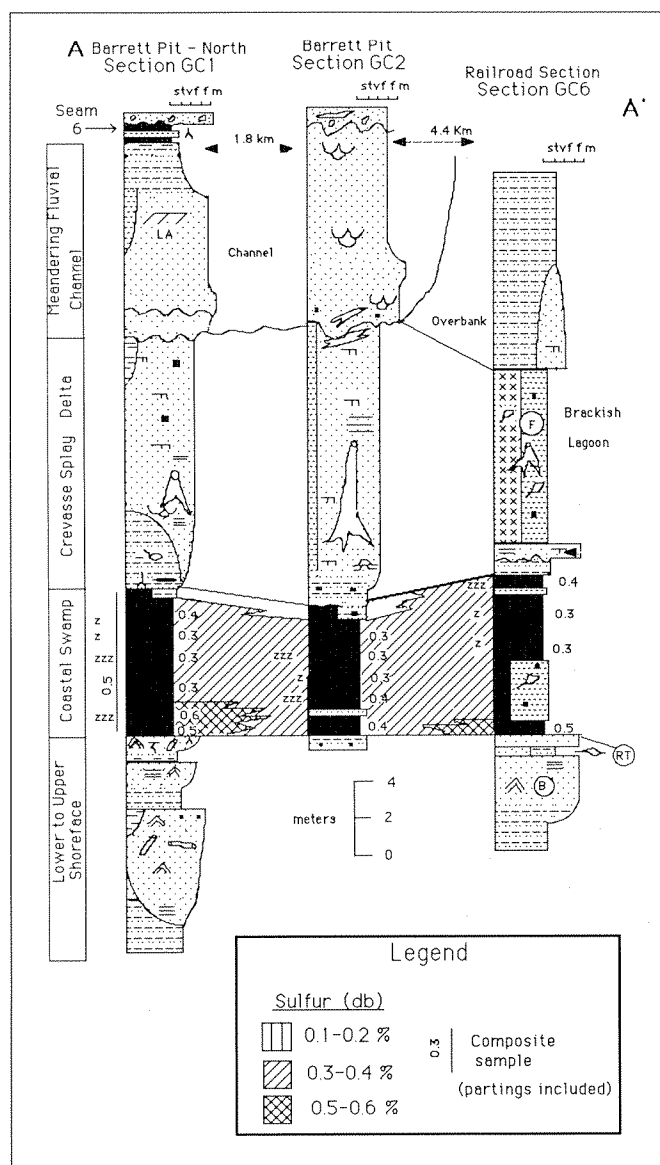 A Barrett Pit - North
Section GC1
Barrett Pit
Section GC2
Railroad Section
Section GC6
A'
stvf f m
stvf f m
stvf f m
Seam
6
1.8 km
4.4 Km
Meandering Fluvial
Channel
LA
Channel
Overbank
Crevasse Splay Delta
F
F
F
F
F
F
F
F
F
Brackish
Lagoon
F
Coastal Swamp
z
z
zzz
zzz
0.5
0.4
0.3
0.3
0.3
0.6
0.5
zzz
z
zzz
0.3
0.3
0.3
0.4
0.4
zzz
z
z
0.4
0.3
0.3
0.5
Lower to Upper
Shoreface
RT
B
4
meters 2
0
Legend
Sulfur (db)
0.1-0.2 %
0.3-0.4 %
0.5-0.6 %
0.3
Composite
sample
(partings included)